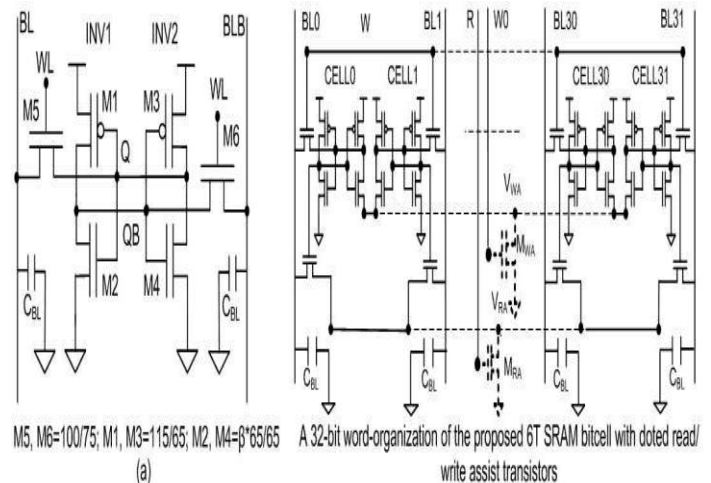 BL
INV1
INV2
BLB
WL
M1
M3
WL
M5
M6
Q
QB
M2
M4
CBL
CBL
M5, M6=100/75; M1, M3=115/65; M2, M4=β*65/65
(a)
BL0
W
BL1
R
W0
BL30
BL31
CELL0
CELL1
CELL30
CELL31
VWA
MWA
VRA
MRA
CBL
CBL
CBL
CBL
A 32-bit word-organization of the proposed 6T SRAM bitcell with doted read/
write assist transistors